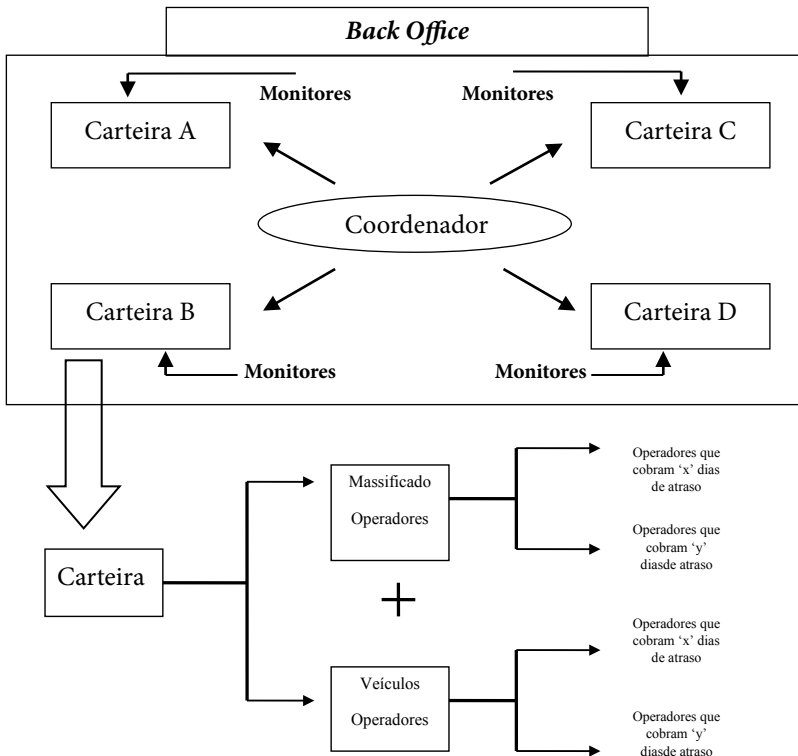 Back Office
Monitores
Monitores
Carteira A
Carteira C
Coordenador
Carteira B
Carteira D
Monitores
Monitores
Operadores que
cobram ‘x’ dias
de atraso
Massificado
Operadores
Operadores que
cobram ‘y’
diasde atraso
Carteira
+
Operadores que
cobram ‘x’ dias
de atraso
Veículos
Operadores
Operadores que
cobram ‘y’
diasde atraso